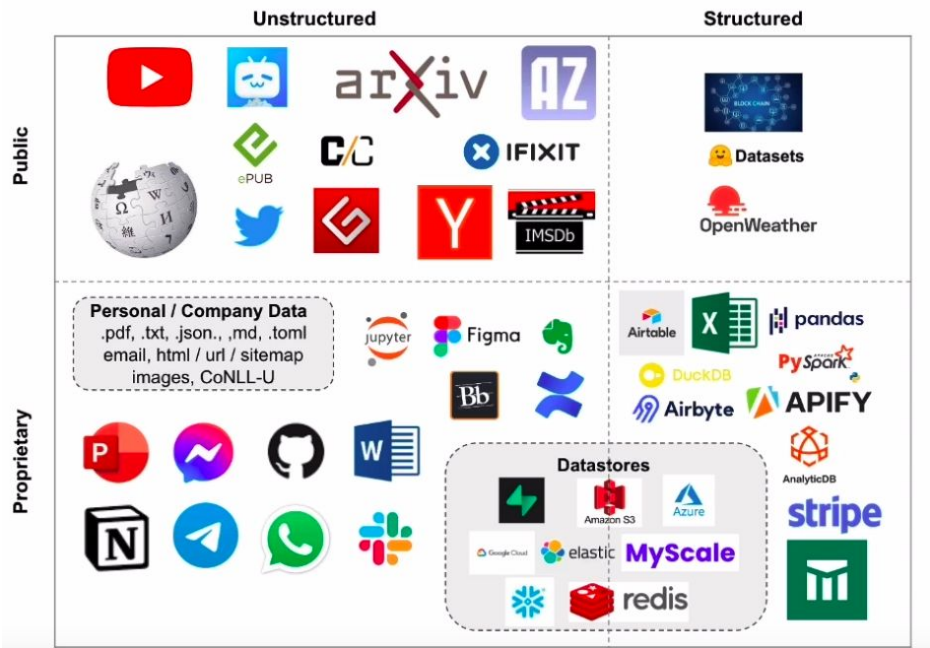 Unstructured
Structured
Public
arXiv
AZ
BLOCK CHAIN
ePUB
C/C
IFIXIT
Datasets
Ω
W
И
維
Y
IMSDb
OpenWeather
Proprietary
Personal / Company Data
.pdf, .txt, .json., ,md, .toml
email, html / url / sitemap
images, CoNLL-U
jupyter
Figma
Airtable
X
pandas
Bb
DuckDB
APACHE
PySpark
Airbyte
APIFY
P
W
Datastores
AnalyticDB
Amazon S3
Azure
stripe
N
Google Cloud
elastic
MyScale
redis